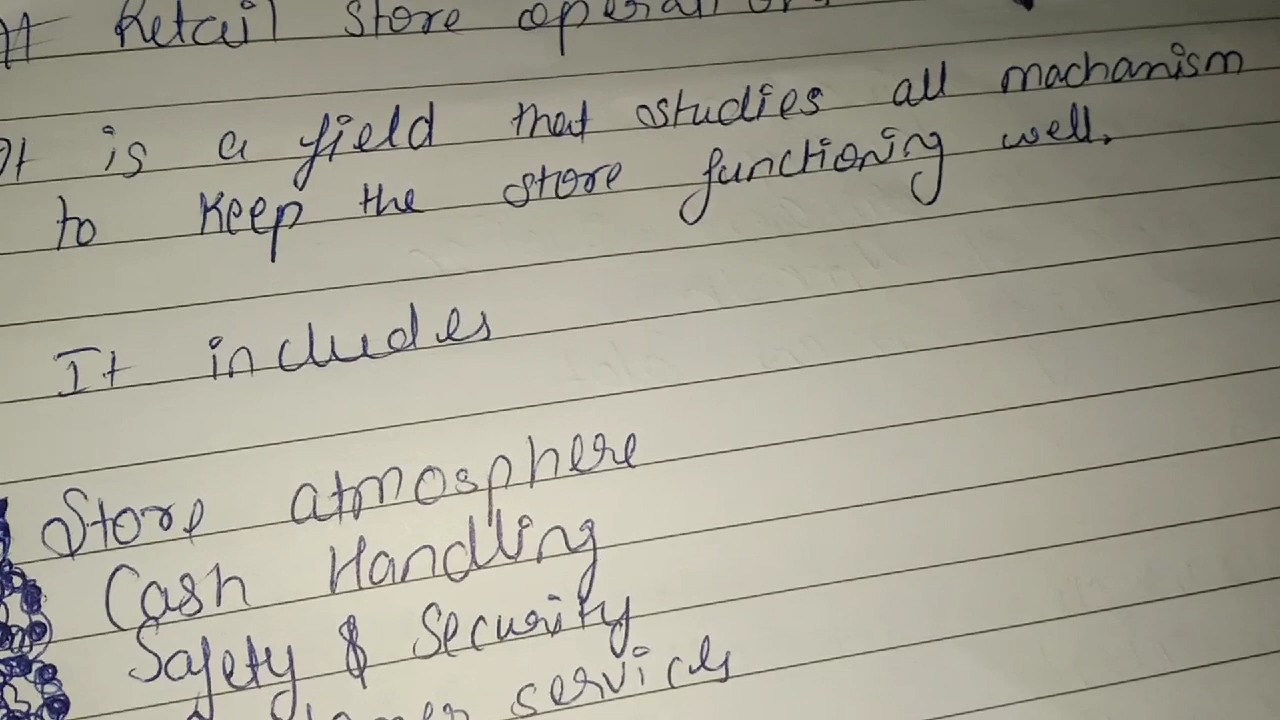 # Retail store operations
It is a field that studies all machanism
to keep the store functioning well.
It includes
Store atmosphere
Cash Handling
Safety & Security
services